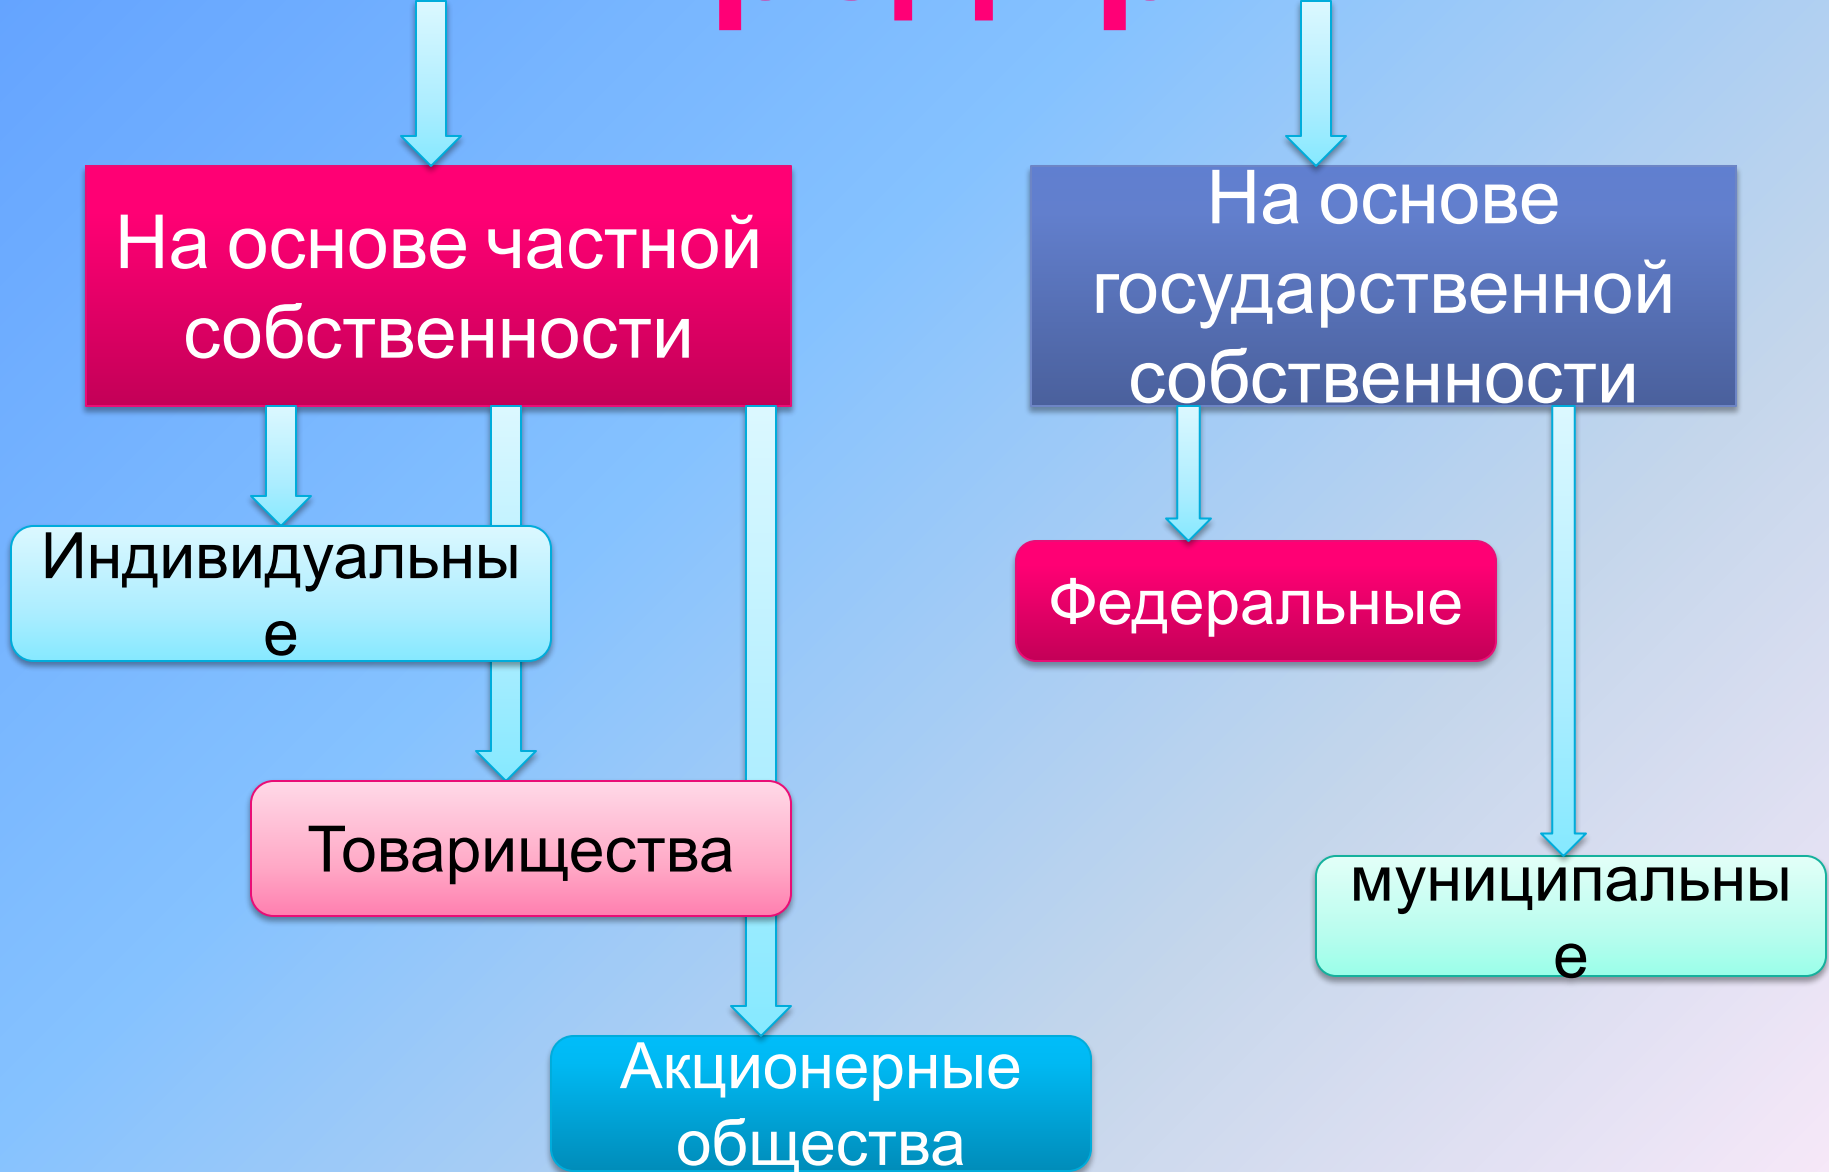 На основе частной
собственности
На основе
государственной
собственности
Индивидуальны
е
Федеральные
Товарищества
муниципальны
е
Акционерные
общества